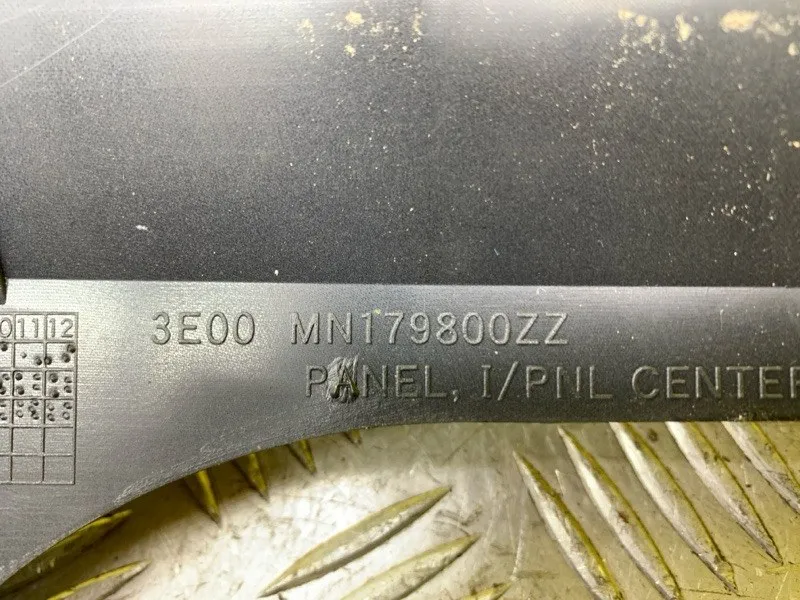 0 11 12
3E00 MN179800ZZ
PANEL, I/PNL CENTER